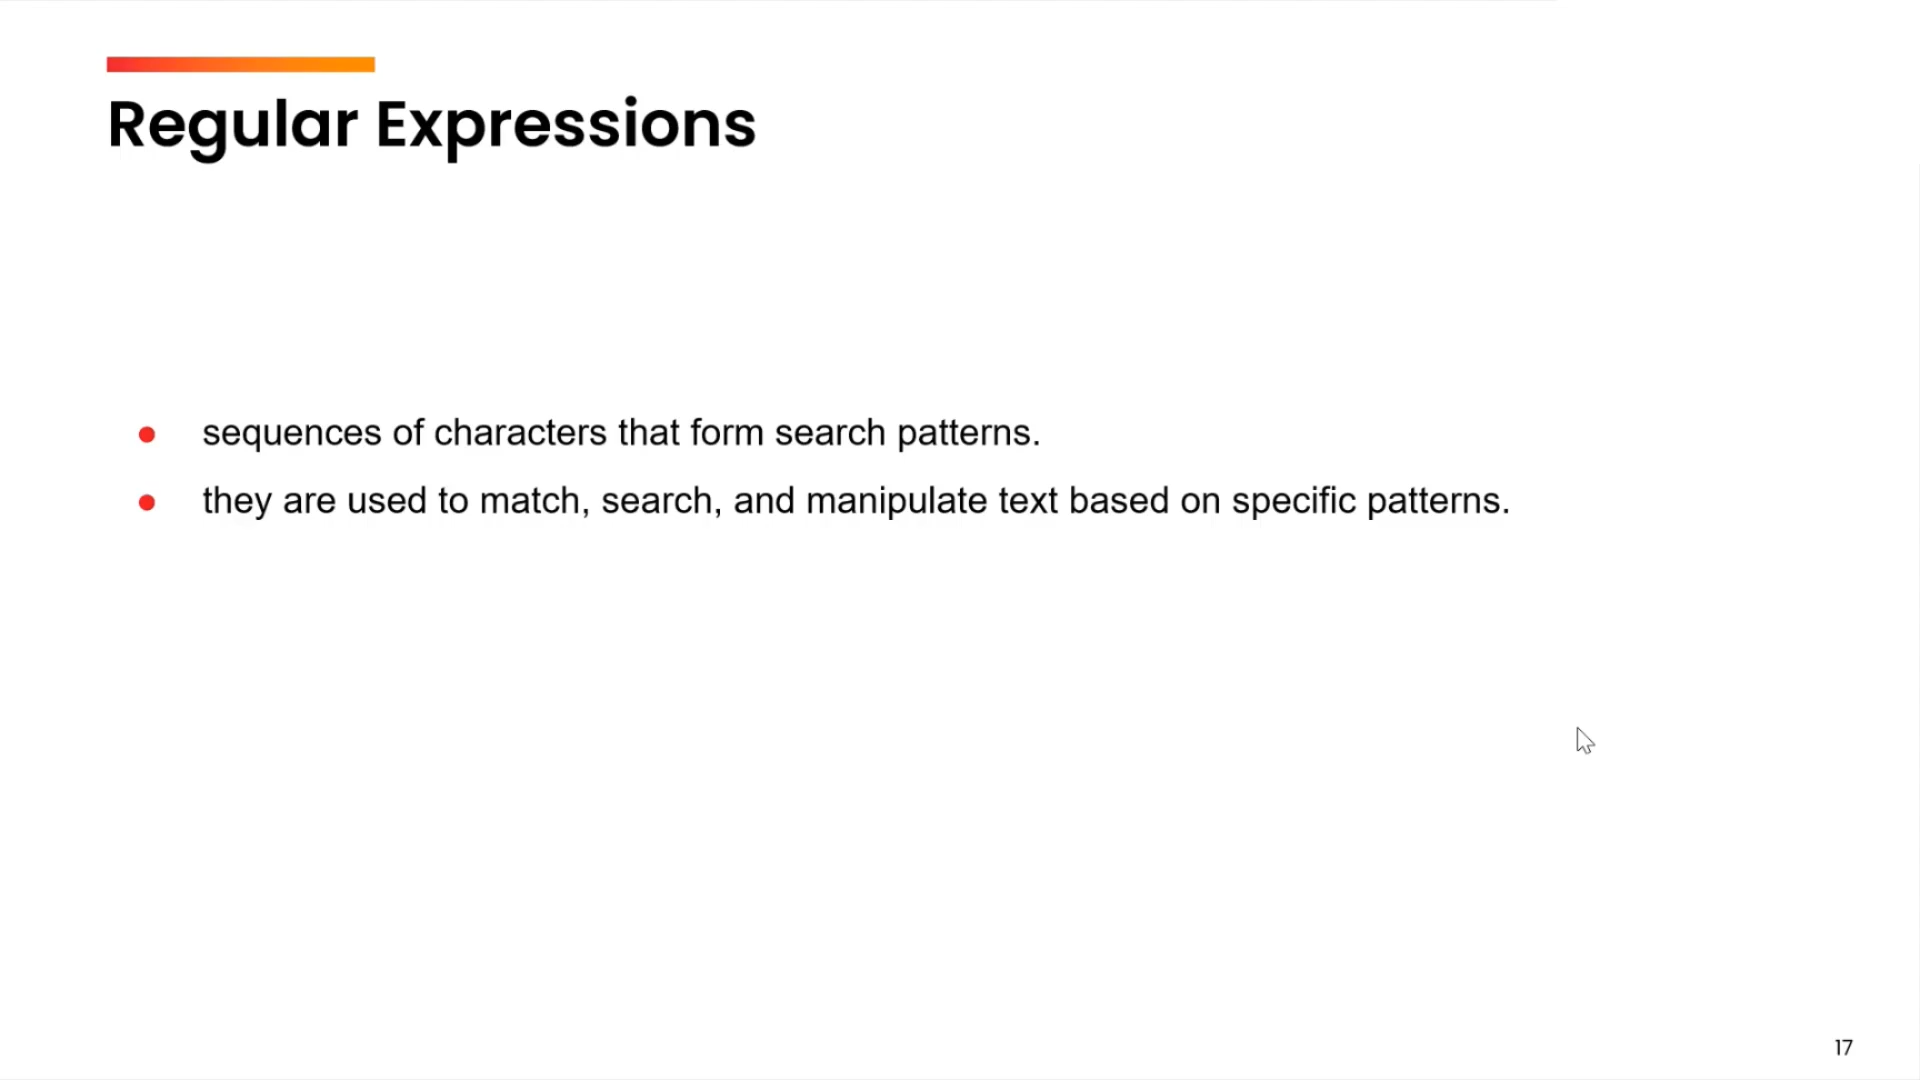 Regular Expressions
● sequences of characters that form search patterns.
● they are used to match, search, and manipulate text based on specific patterns.
17